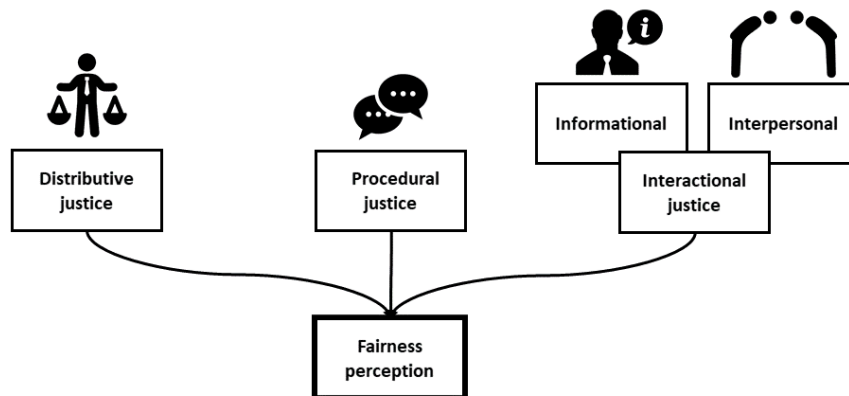 i
Informational
Interpersonal
Distributive
justice
Procedural
justice
Interactional
justice
Fairness
perception